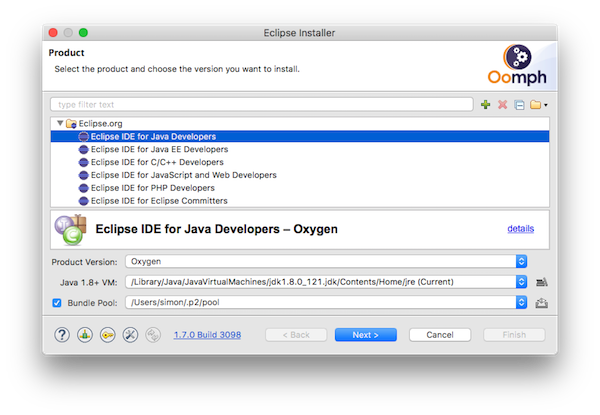 Eclipse Installer
Product
Select the product and choose the version you want to install.
Oomph
type filter text
Eclipse.org
Eclipse IDE for Java Developers
Eclipse IDE for Java EE Developers
Eclipse IDE for C/C++ Developers
Eclipse IDE for JavaScript and Web Developers
Eclipse IDE for PHP Developers
Eclipse IDE for Eclipse Committers
Eclipse IDE for Java Developers – Oxygen
details
Product Version: Oxygen
Java 1.8+ VM: /Library/Java/JavaVirtualMachines/jdk1.8.0_121.jdk/Contents/Home/jre (Current)
Bundle Pool: /Users/simon/.p2/pool
1.7.0 Build 3098 < Back Next > Cancel Finish